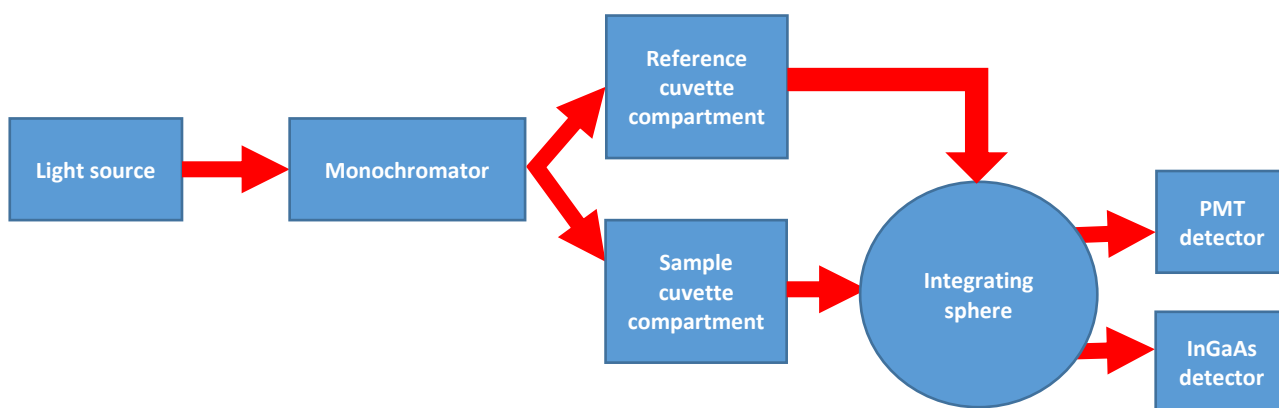 Light source
Monochromator
Reference
cuvette
compartment
Sample
cuvette
compartment
Integrating
sphere
PMT
detector
InGaAs
detector